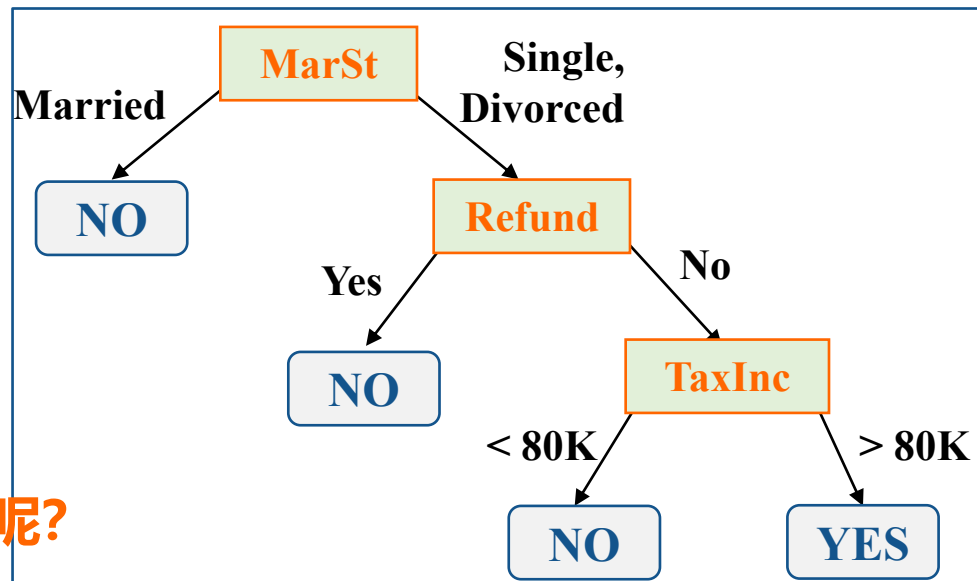 MarSt
Single,
Married
Divorced
NO
Refund
Yes
No
NO
TaxInc
< 80K
> 80K
呢?
NO
YES